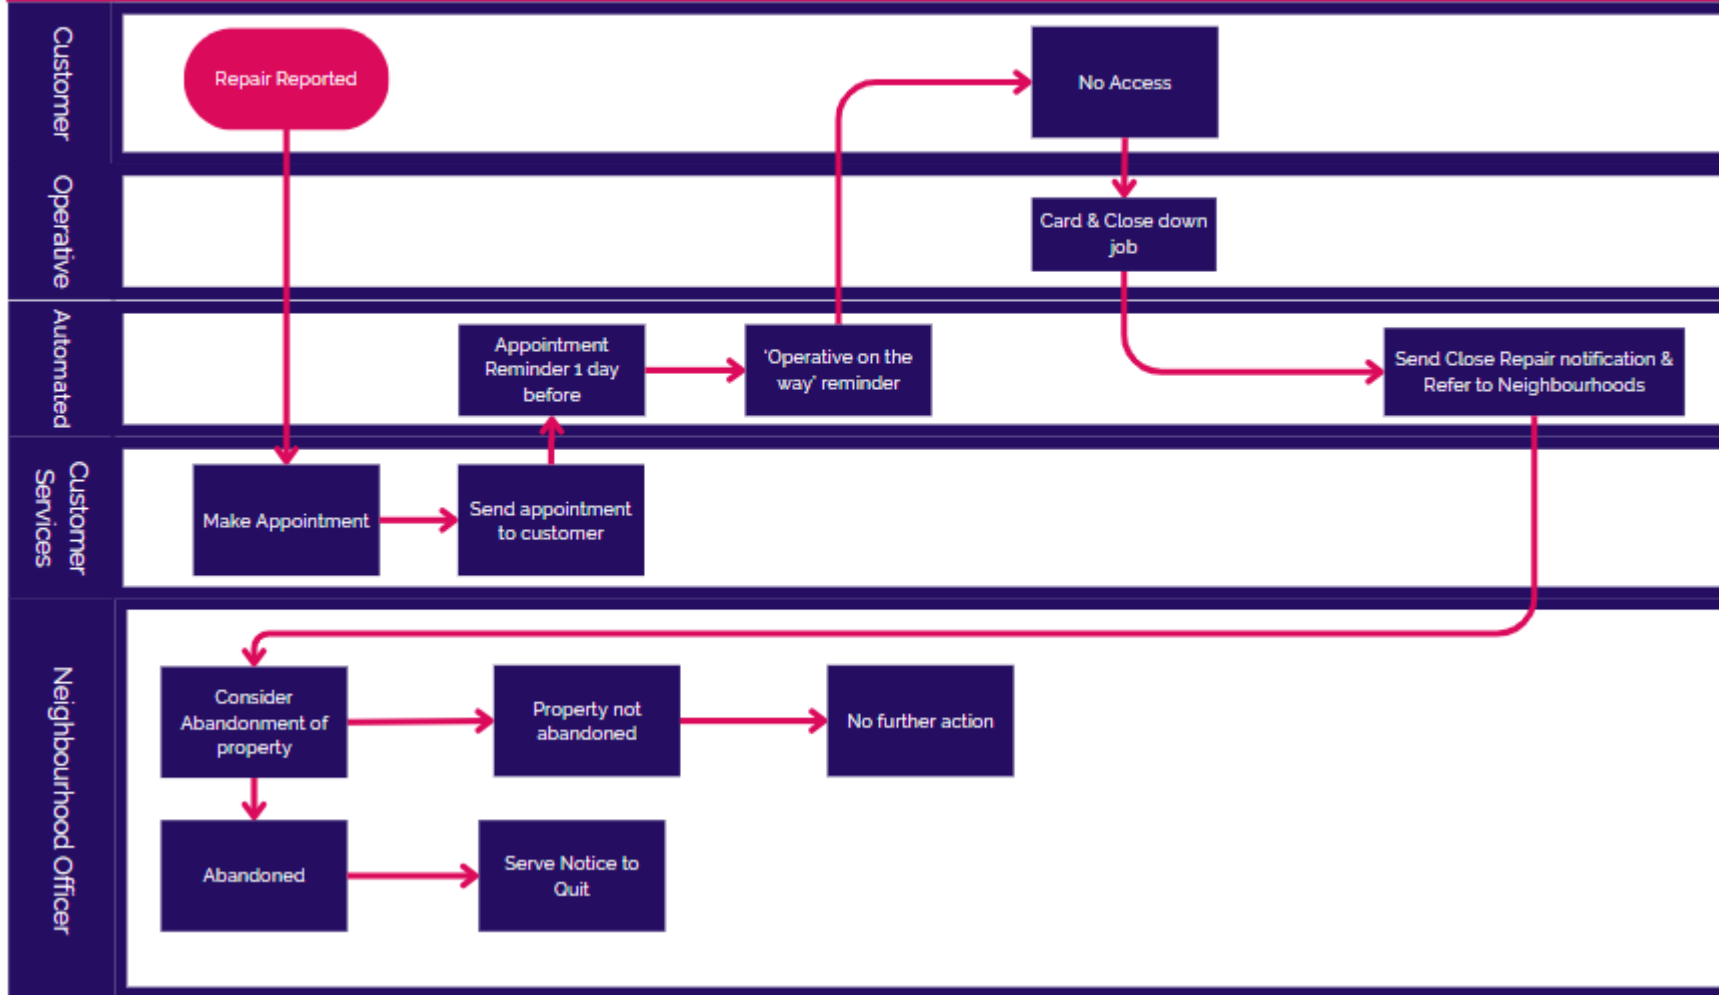 Customer
Repair Reported
No Access
Operative
Card & Close down
job
Automated
Appointment
Reminder 1 day
before
‘Operative on the
way’ reminder
Send Close Repair notification &
Refer to Neighbourhoods
Customer
Services
Make Appointment
Send appointment
to customer
Neighbourhood Officer
Consider
Abandonment of
property
Property not
abandoned
No further action
Abandoned
Serve Notice to
Quit